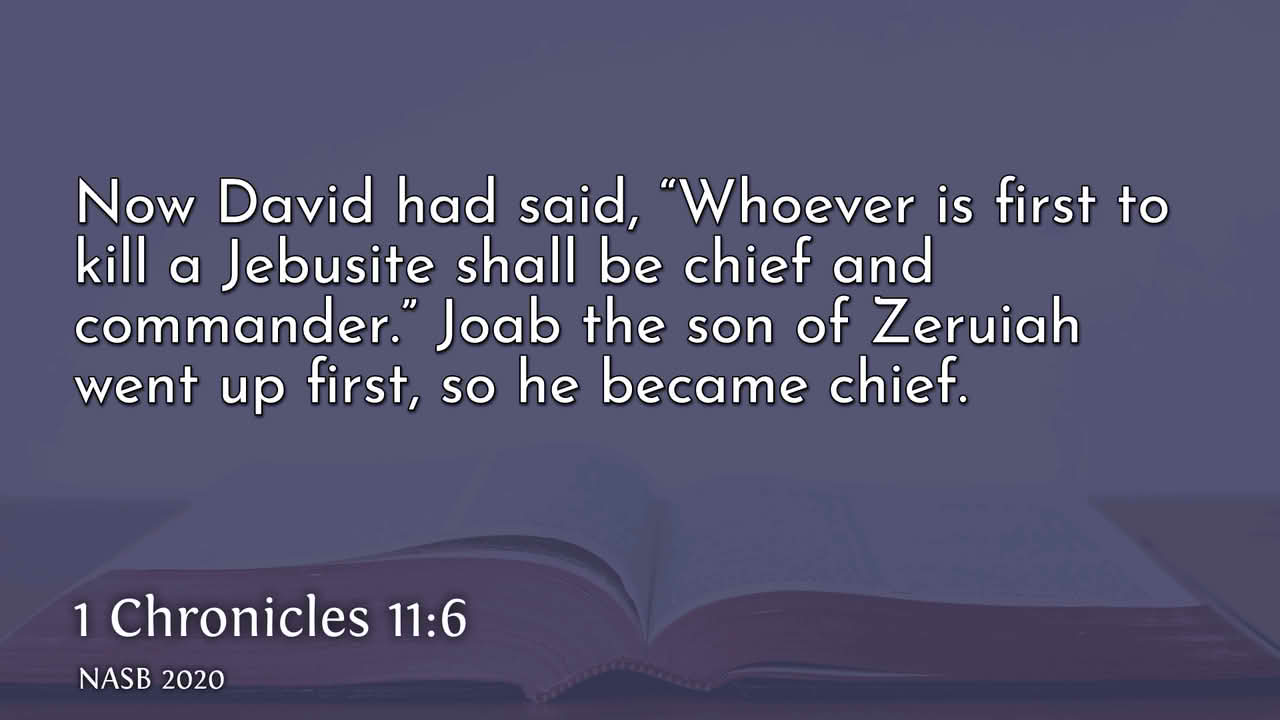 Now David had said, “Whoever is first to
kill a Jebusite shall be chief and
commander.” Joab the son of Zeruiah
went up first, so he became chief.
1 Chronicles 11:6
NASB 2020